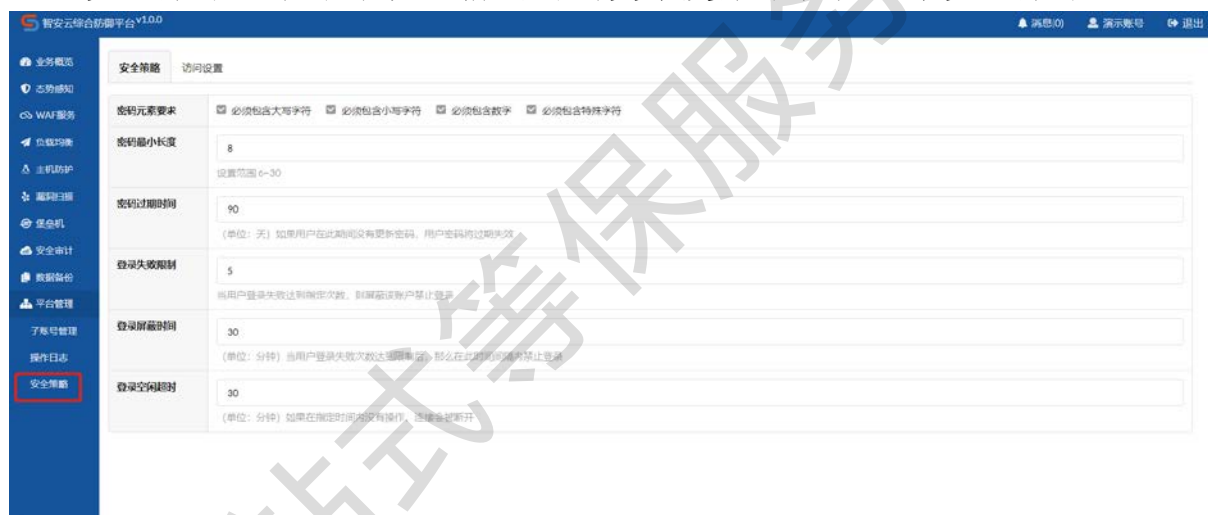 智安云综合防御平台V1.0.0
消息(0) 演示账号 退出
业务概览
态势感知
WAF服务
负载均衡
主机防护
漏洞扫描
堡垒机
安全审计
数据备份
平台管理
子账号管理
操作日志
安全策略
安全策略 访问设置
密码元素要求 必须包含大写字符 必须包含小写字符 必须包含数字 必须包含特殊字符
密码最小长度 8
设置范围 6~30
密码过期时间 90
(单位:天)如果用户在此期间没有更新密码,用户密码将过期失效
登录失败限制 5
当用户登录失败达到指定次数,则屏蔽该账户禁止登录
登录屏蔽时间 30
(单位:分钟)当用户登录失败次数达到限制后,那么在此时间间隔内禁止登录
登录空闲超时 30
(单位:分钟)如果在指定时间内没有操作,连接会被断开
站式等保服务